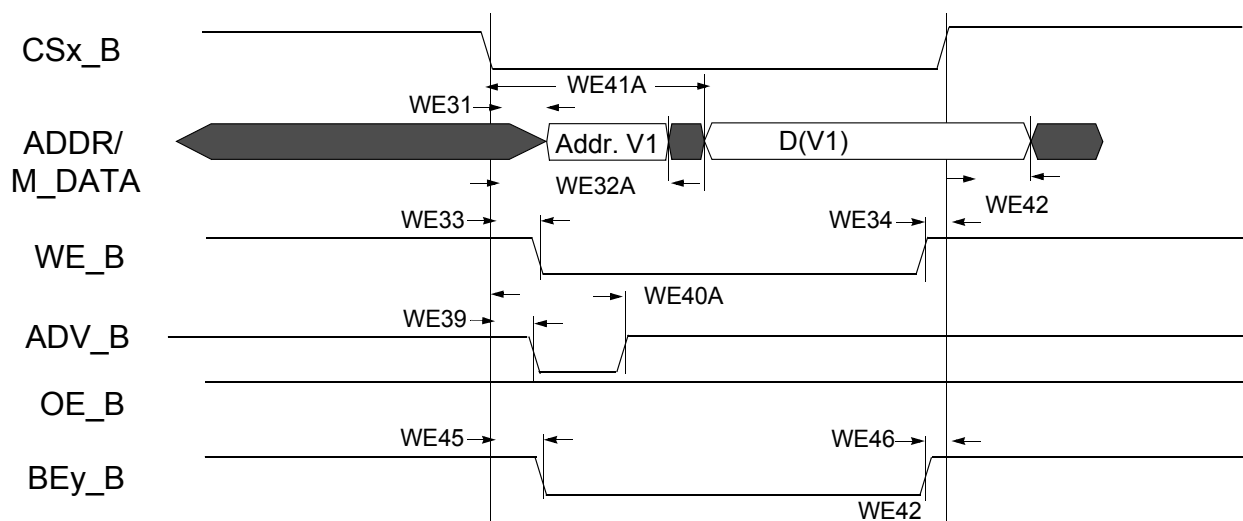 CSx_B
WE41A
WE31
ADDR/
M_DATA
Addr. V1
D(V1)
WE32A
WE42
WE33
WE34
WE_B
WE40A
WE39
ADV_B
OE_B
WE45
WE46
BEy_B
WE42